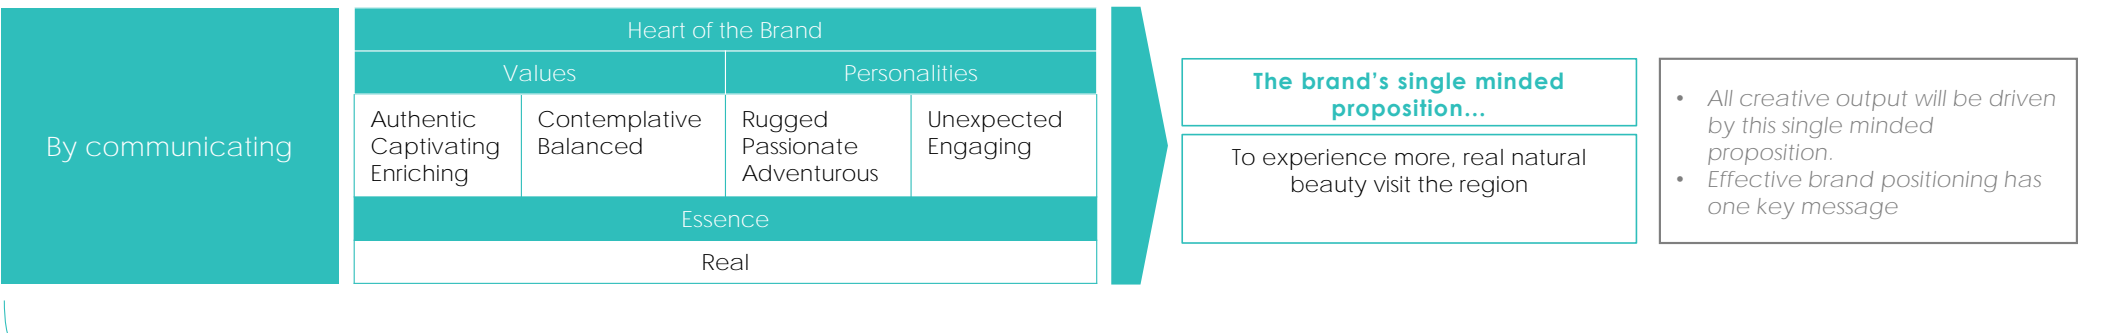 By communicating
Heart of the Brand
Values
Personalities
Authentic
Captivating
Enriching
Contemplative
Balanced
Rugged
Passionate
Adventurous
Unexpected
Engaging
Essence
Real
The brand's single minded
proposition...
To experience more, real natural
beauty visit the region
• All creative output will be driven
by this single minded
proposition.
• Effective brand positioning has
one key message